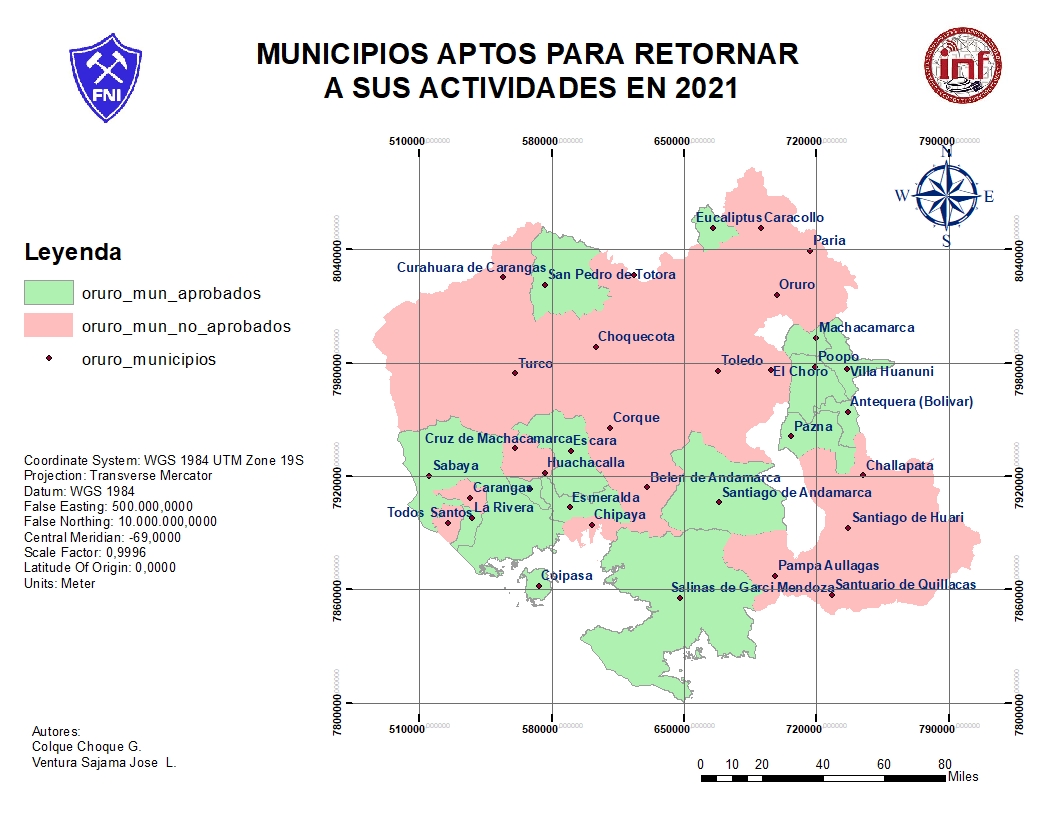 MUNICIPIOS APTOS PARA RETORNAR
A SUS ACTIVIDADES EN 2021
FNI
inf
510000 580000 650000 720000 790000
N
W E
S
8040000 8040000
7980000 7980000
7920000 7920000
7860000 7860000
7800000 7800000
Leyenda
oruro_mun_aprobados
oruro_mun_no_aprobados
oruro_municipios
Eucaliptus Caracollo
Paria
Curahuara de Carangas
San Pedro de Totora
Oruro
Machacamarca
Choquecota
Poopo
Toledo
Turco
El Choro
Villa Huanuni
Antequera (Bolivar)
Corque
Pazna
Cruz de Machacamarca
Escara
Huachacalla
Sabaya
Challapata
Belen de Andamarca
Carangas
Santiago de Andamarca
Esmeralda
La Rivera
Todos Santos
Chipaya
Santiago de Huari
Pampa Aullagas
Coipasa
Salinas de Garci Mendoza
Santuario de Quillacas
Coordinate System: WGS 1984 UTM Zone 19S
Projection: Transverse Mercator
Datum: WGS 1984
False Easting: 500.000,0000
False Northing: 10.000.000,0000
Central Meridian: -69,0000
Scale Factor: 0,9996
Latitude Of Origin: 0,0000
Units: Meter
510000 580000 650000 720000 790000
Autores:
Colque Choque G.
Ventura Sajama Jose L.
0 10 20 40 60 80
Miles